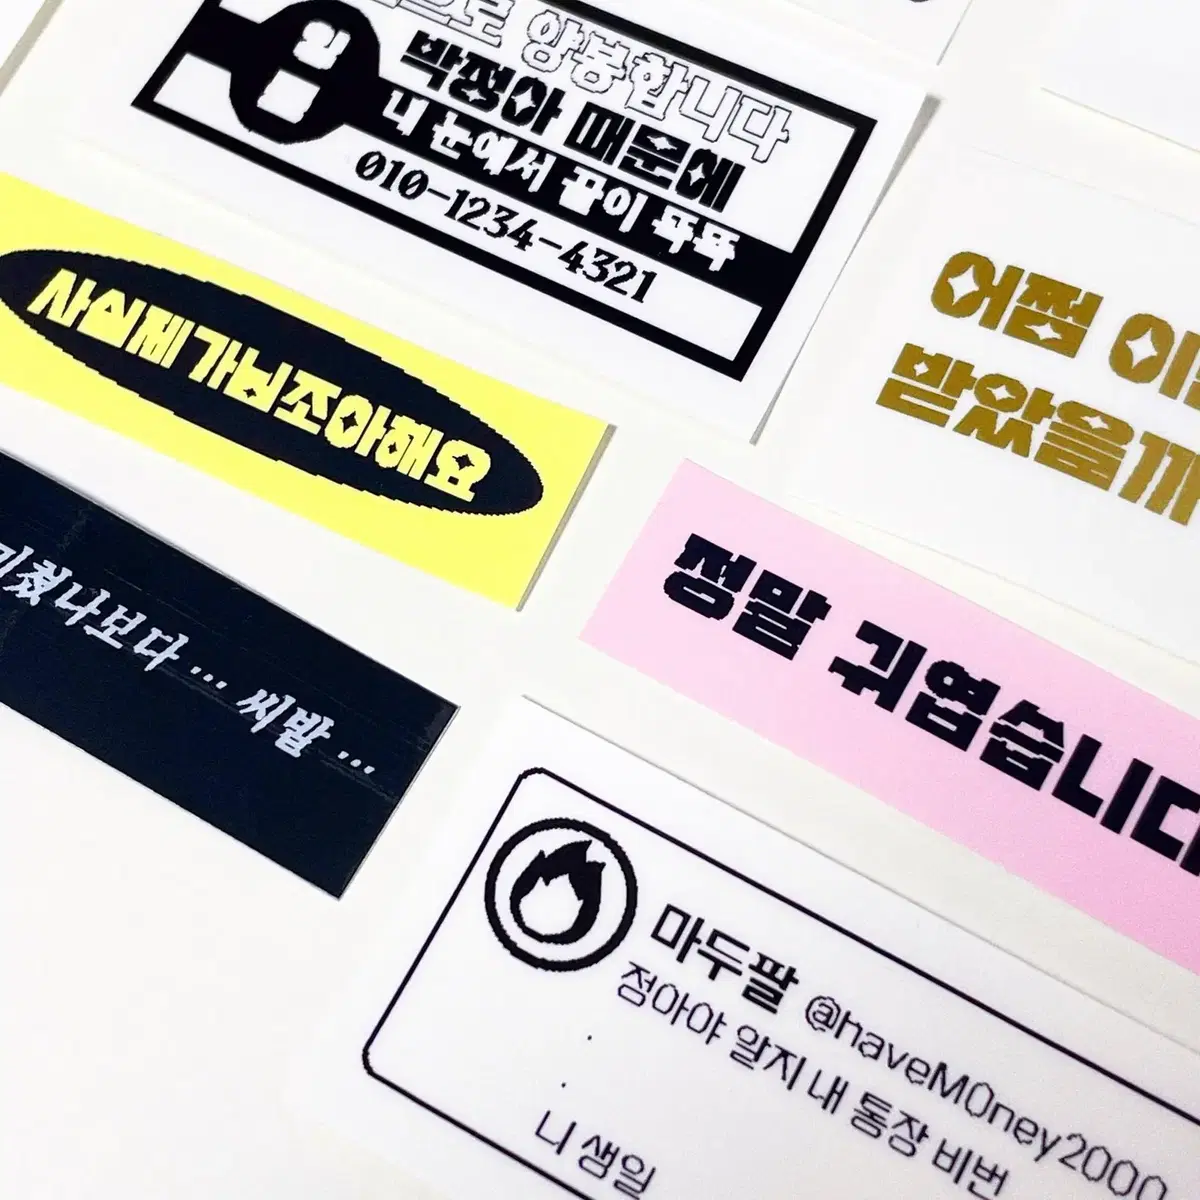 양봉합니다
박정아 때문에
니 눈에서 꿀이 뚝뚝
010-1234-4321
사실제가너조아해요
어쩜
받았을까
정말 귀엽습니다
미쳤나보다... 씨발...
마두팔 @haveM0ney2000
정아야 알지 내 통장 비번
니 생일